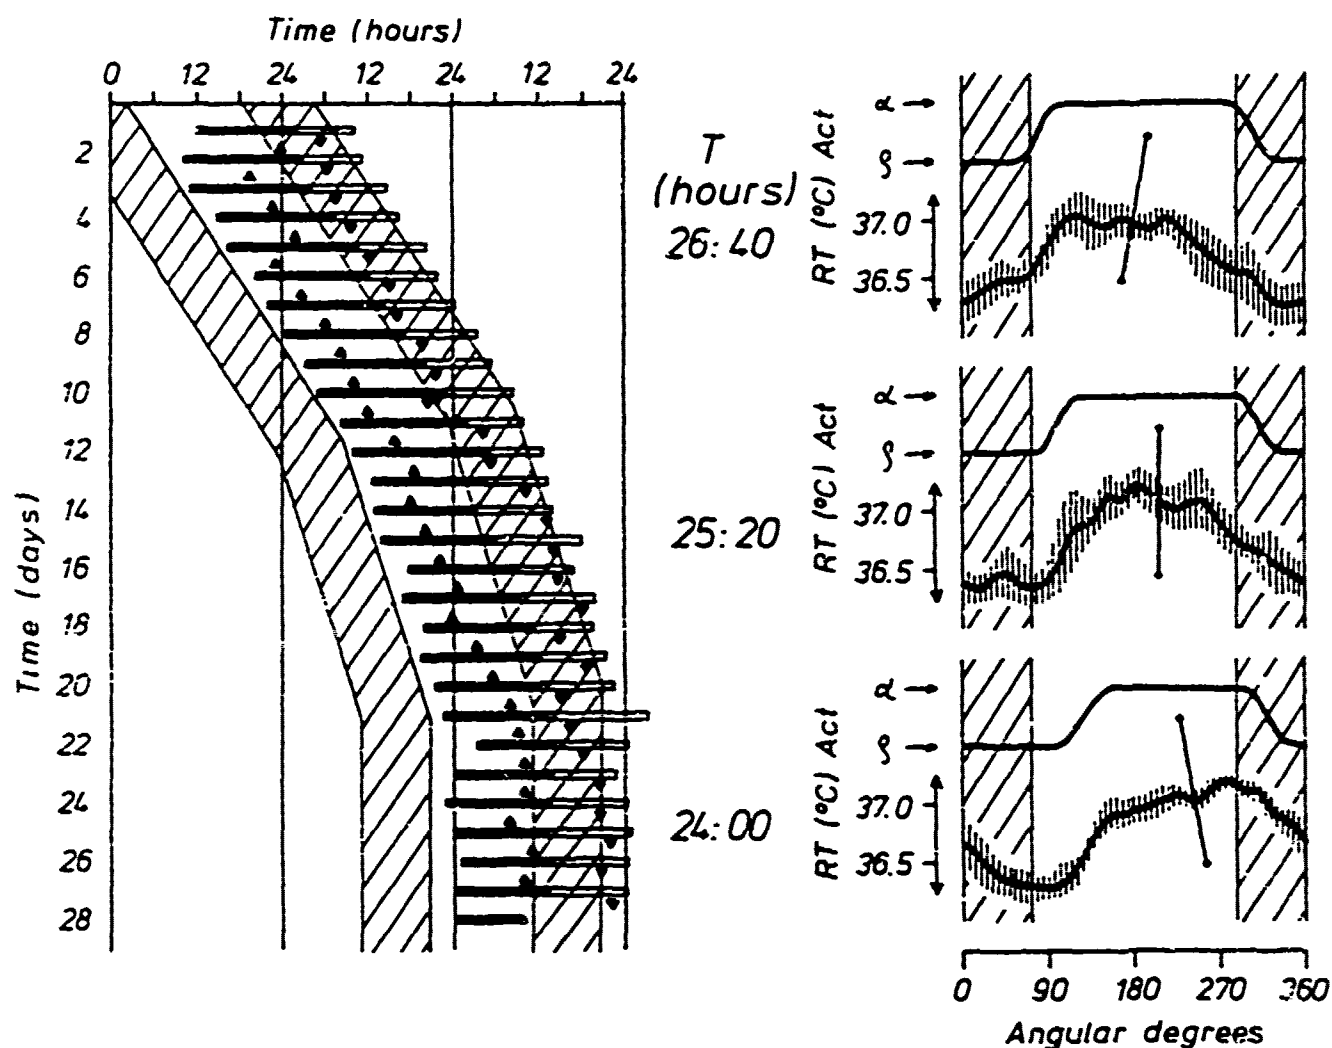 Time (hours)
0 12 24 12 24 12 24
Time (days)
2
4
6
8
10
12
14
16
18
20
22
24
26
28
T
(hours)
26:40
25:20
24:00
α
ρ
RT (°C) Act
37.0
36.5
α
ρ
RT (°C) Act
37.0
36.5
α
ρ
RT (°C) Act
37.0
36.5
0 90 180 270 360
Angular degrees